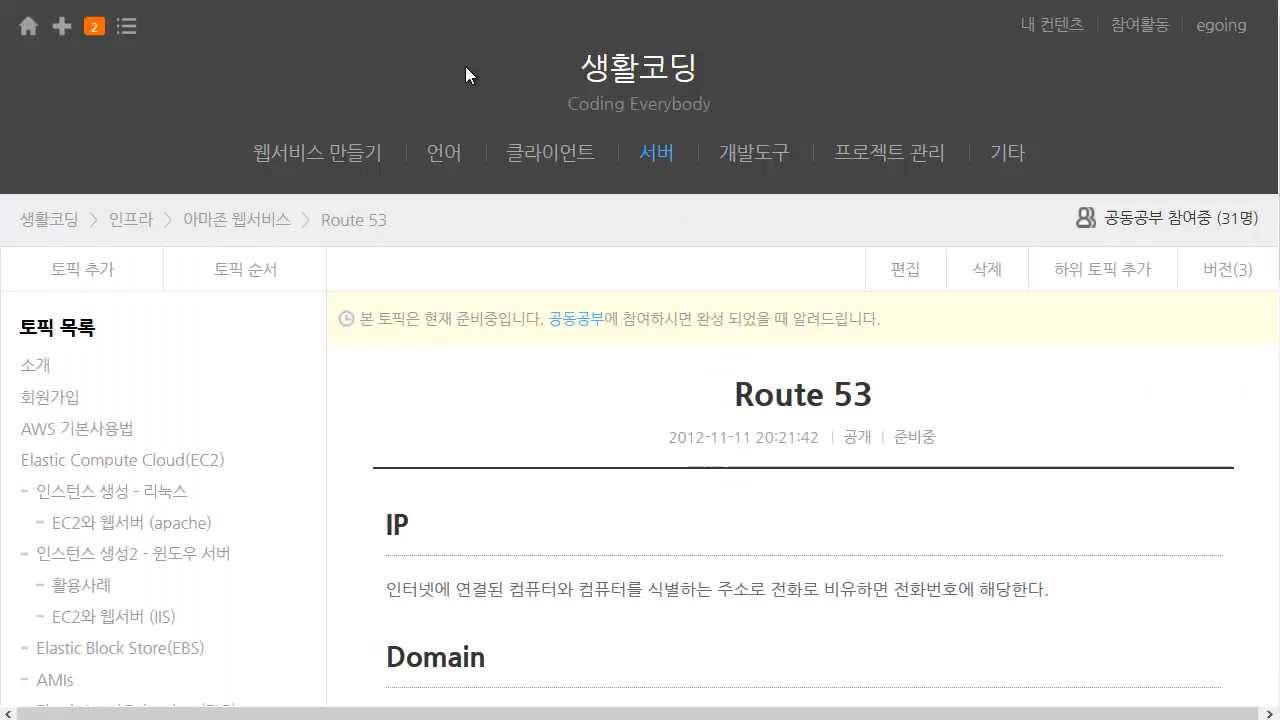 2
내 컨텐츠
참여활동
egoing
생활코딩
Coding Everybody
웹서비스 만들기
언어
클라이언트
서버
개발도구
프로젝트 관리
기타
생활코딩 > 인프라 > 아마존 웹서비스 > Route 53
공동공부 참여중 (31명)
토픽 추가
토픽 순서
편집
삭제
하위 토픽 추가
버전(3)
토픽 목록
소개
회원가입
AWS 기본사용법
Elastic Compute Cloud(EC2)
인스턴스 생성 - 리눅스
EC2와 웹서버 (apache)
인스턴스 생성2 - 윈도우 서버
활용사례
EC2와 웹서버 (IIS)
Elastic Block Store(EBS)
AMIs
본 토픽은 현재 준비중입니다. 공동공부에 참여하시면 완성 되었을 때 알려드립니다.
Route 53
2012-11-11 20:21:42 | 공개 | 준비중
IP
인터넷에 연결된 컴퓨터와 컴퓨터를 식별하는 주소로 전화로 비유하면 전화번호에 해당한다.
Domain